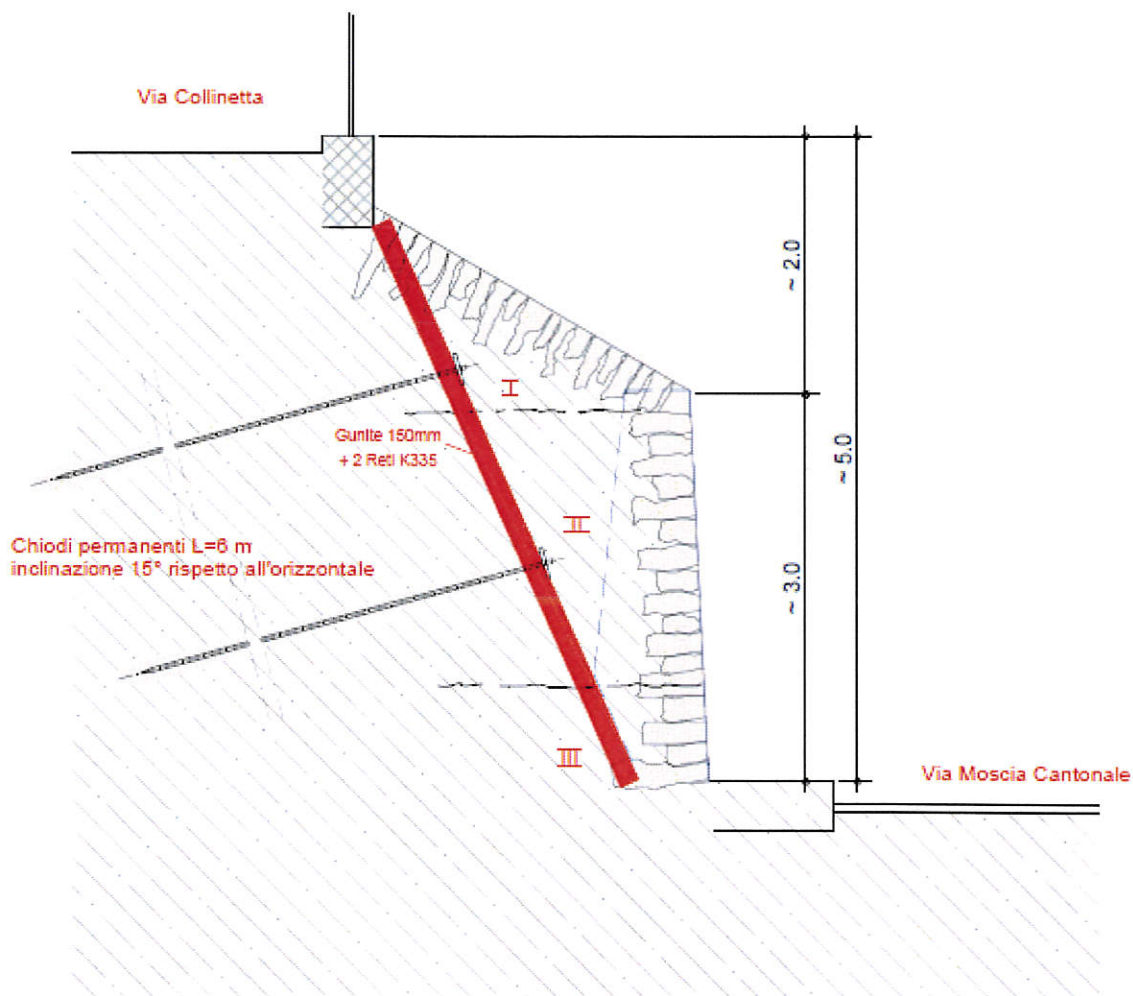 Via Collinetta
~ 2.0
I
Gunite 150mm
+ 2 Reti K335
~ 5.0
II
Chiodi permanenti L=6 m
inclinazione 15° rispetto all'orizzontale
~ 3.0
III
Via Moscia Cantonale